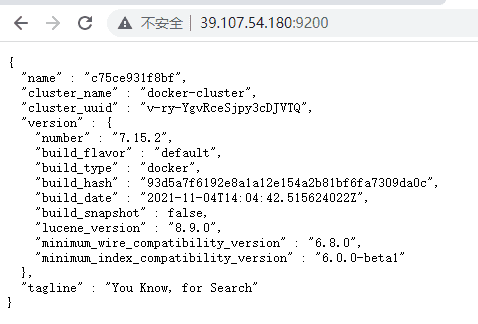 不安全 | 39.107.54.180:9200
{
"name" : "c75ce931f8bf",
"cluster_name" : "docker-cluster",
"cluster_uuid" : "v-ry-YgvRceSjpy3cDJVTQ",
"version" : {
"number" : "7.15.2",
"build_flavor" : "default",
"build_type" : "docker",
"build_hash" : "93d5a7f6192e8a1a12e154a2b81bf6fa7309da0c",
"build_date" : "2021-11-04T14:04:42.515624022Z",
"build_snapshot" : false,
"lucene_version" : "8.9.0",
"minimum_wire_compatibility_version" : "6.8.0",
"minimum_index_compatibility_version" : "6.0.0-beta1"
},
"tagline" : "You Know, for Search"
}